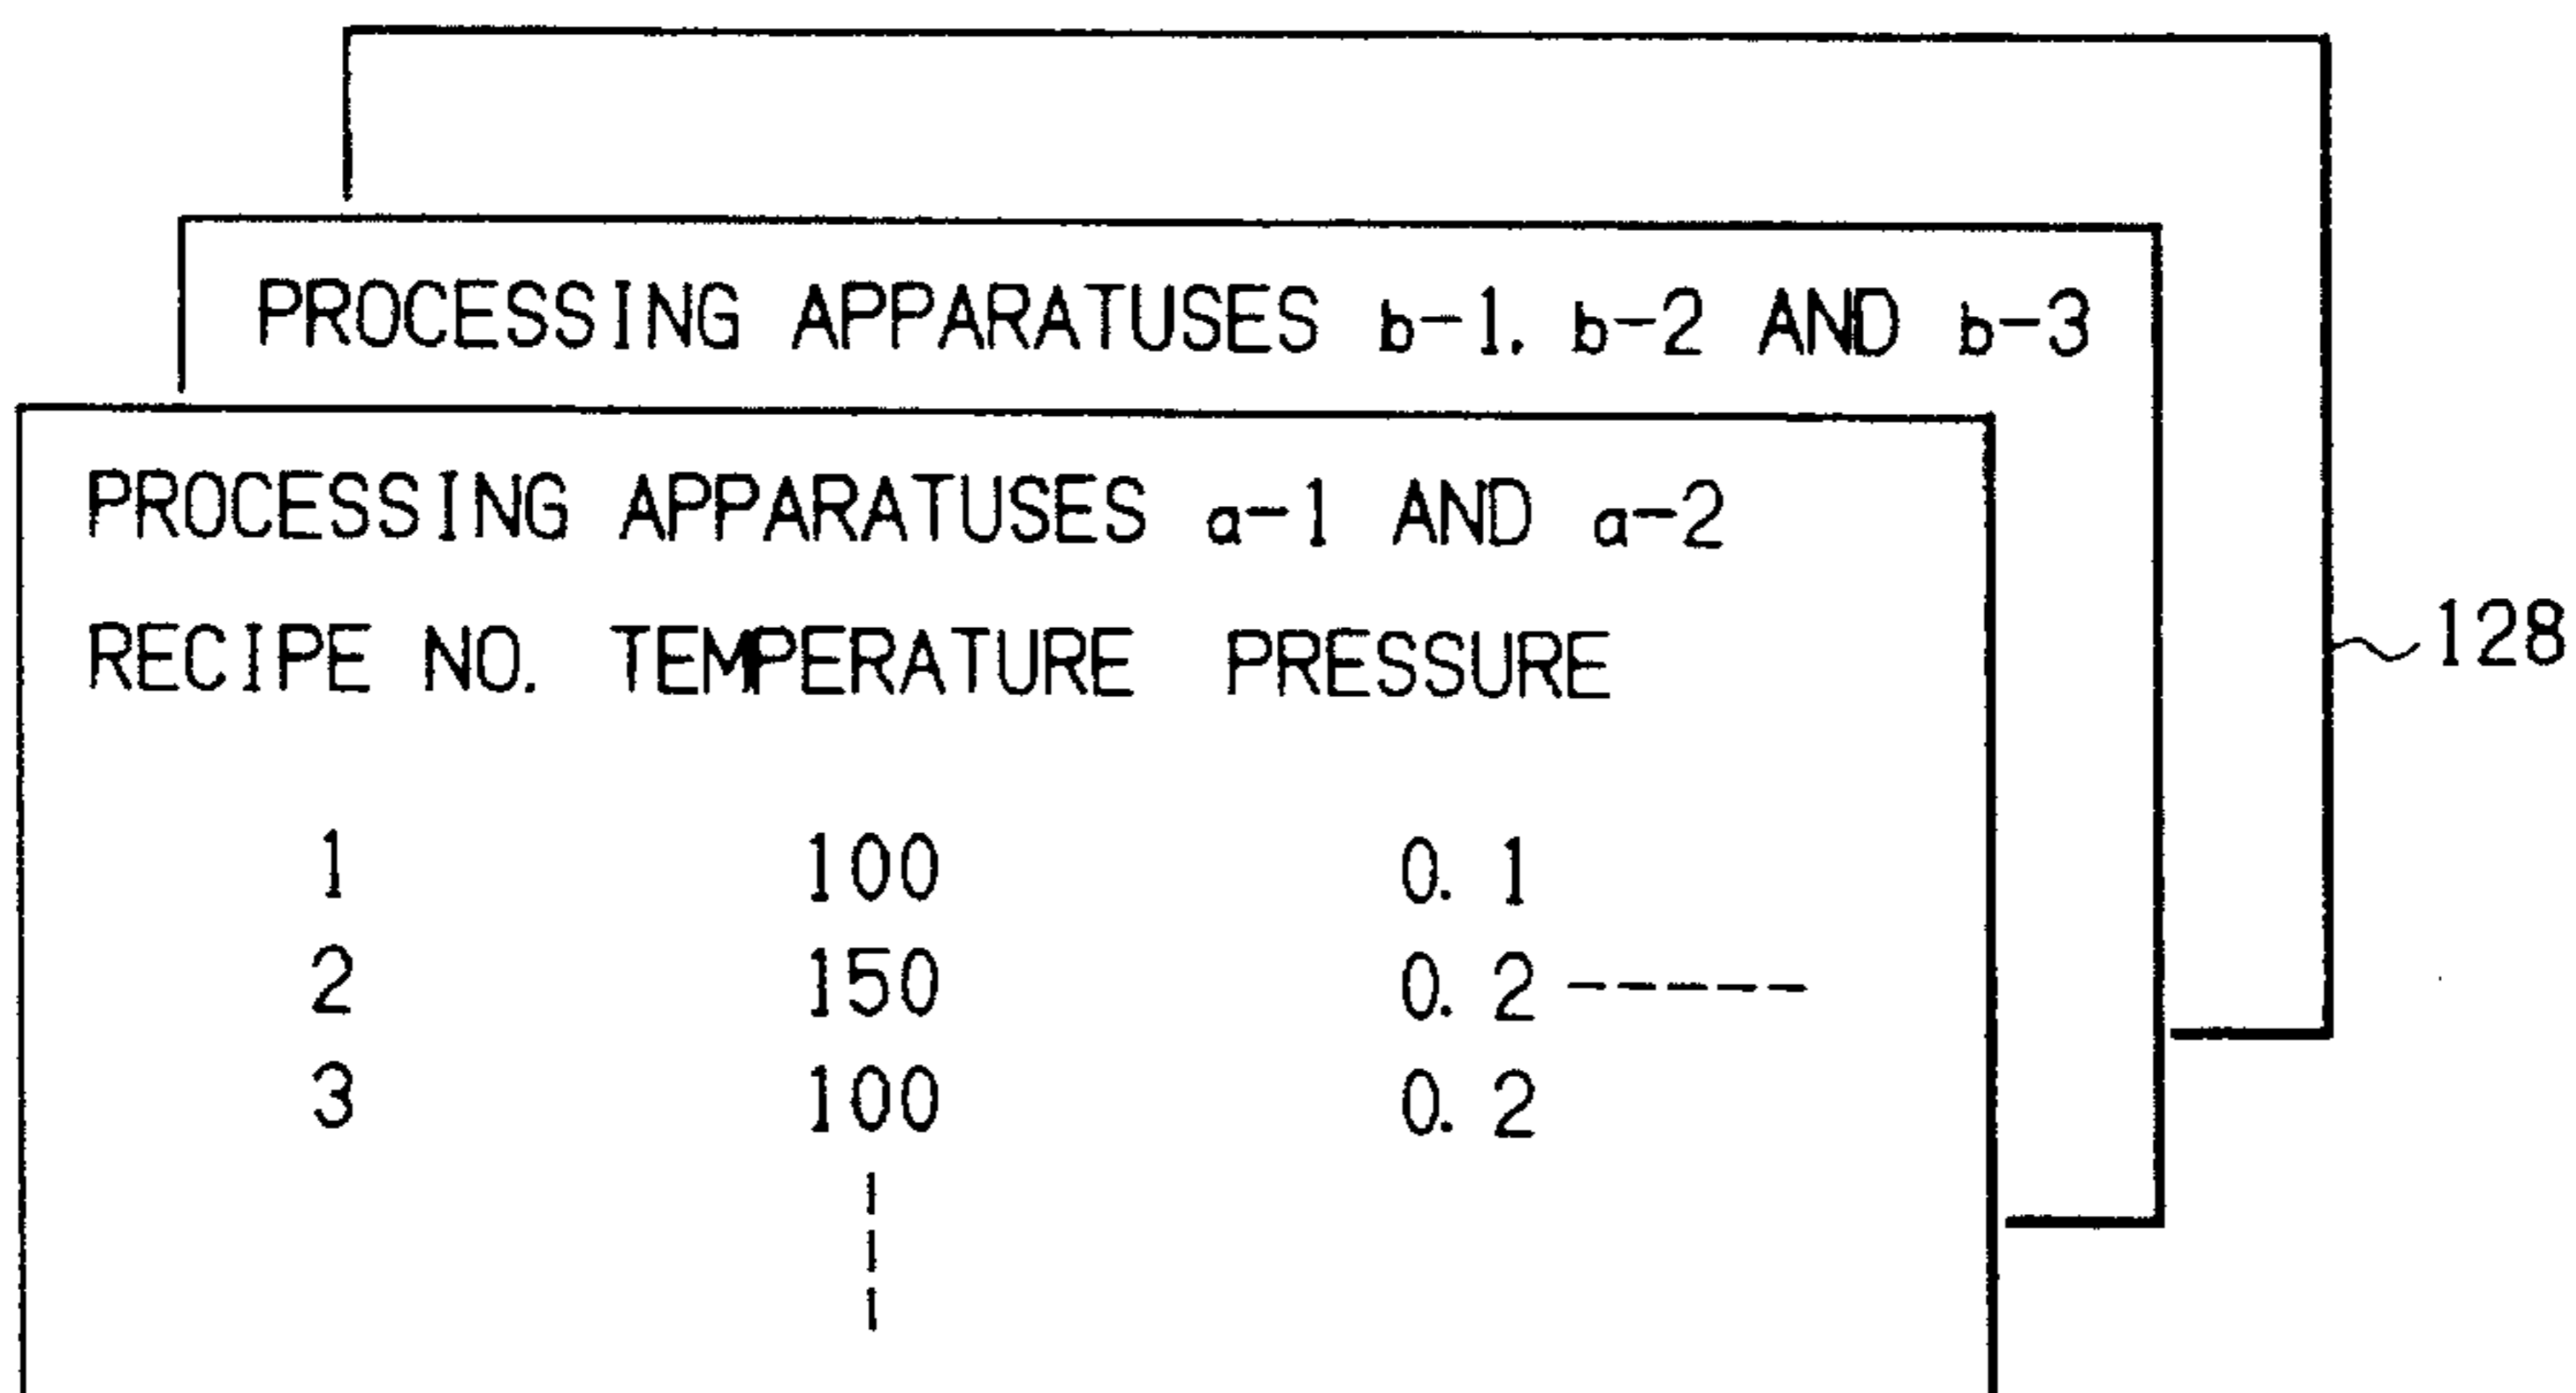 PROCESSING APPARATUSES b-1, b-2 AND b-3
PROCESSING APPARATUSES a-1 AND a-2
RECIPE NO. TEMPERATURE PRESSURE
128
1 100 0.1
2 150 0.2 -----
3 100 0.2